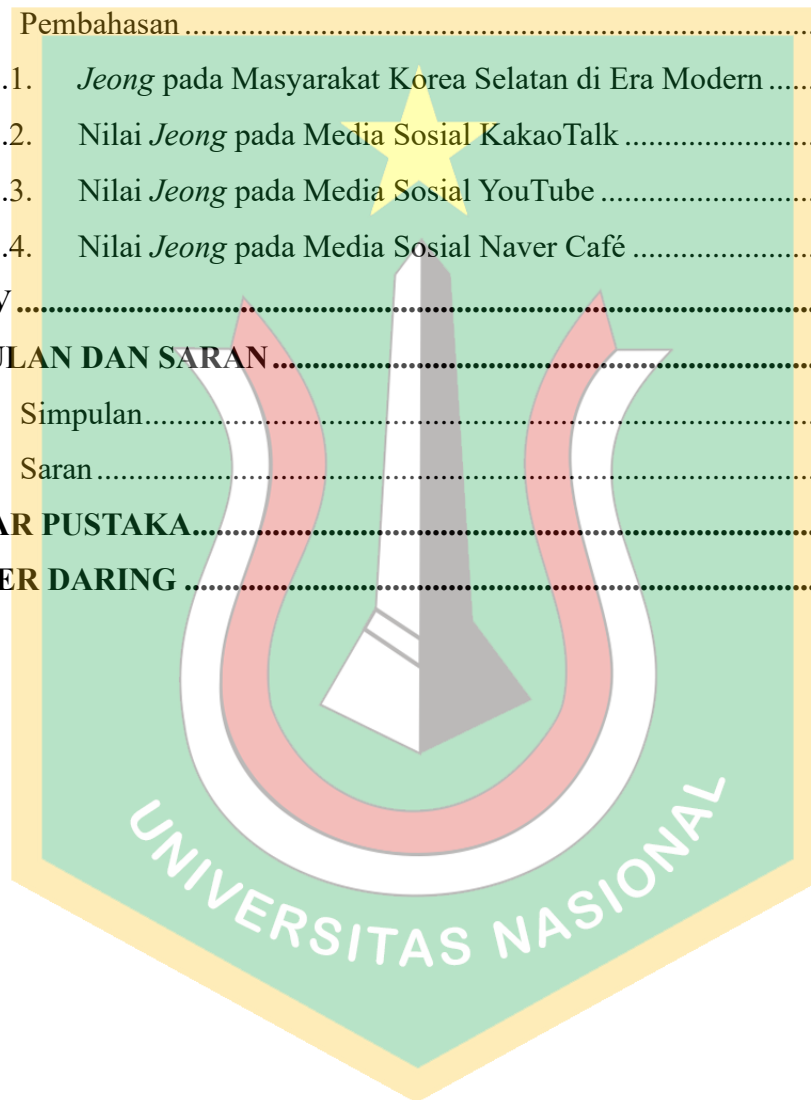 Pembahasan ........................................................................
.1. Jeong pada Masyarakat Korea Selatan di Era Modern ......
.2. Nilai Jeong pada Media Sosial KakaoTalk ........................
.3. Nilai Jeong pada Media Sosial YouTube ...........................
.4. Nilai Jeong pada Media Sosial Naver Café .......................
V ........................................................................
ULAN DAN SARAN ........................................................................
Simpulan ........................................................................
Saran ........................................................................
AR PUSTAKA ........................................................................
ER DARING ........................................................................
UNIVERSITAS NASIONAL